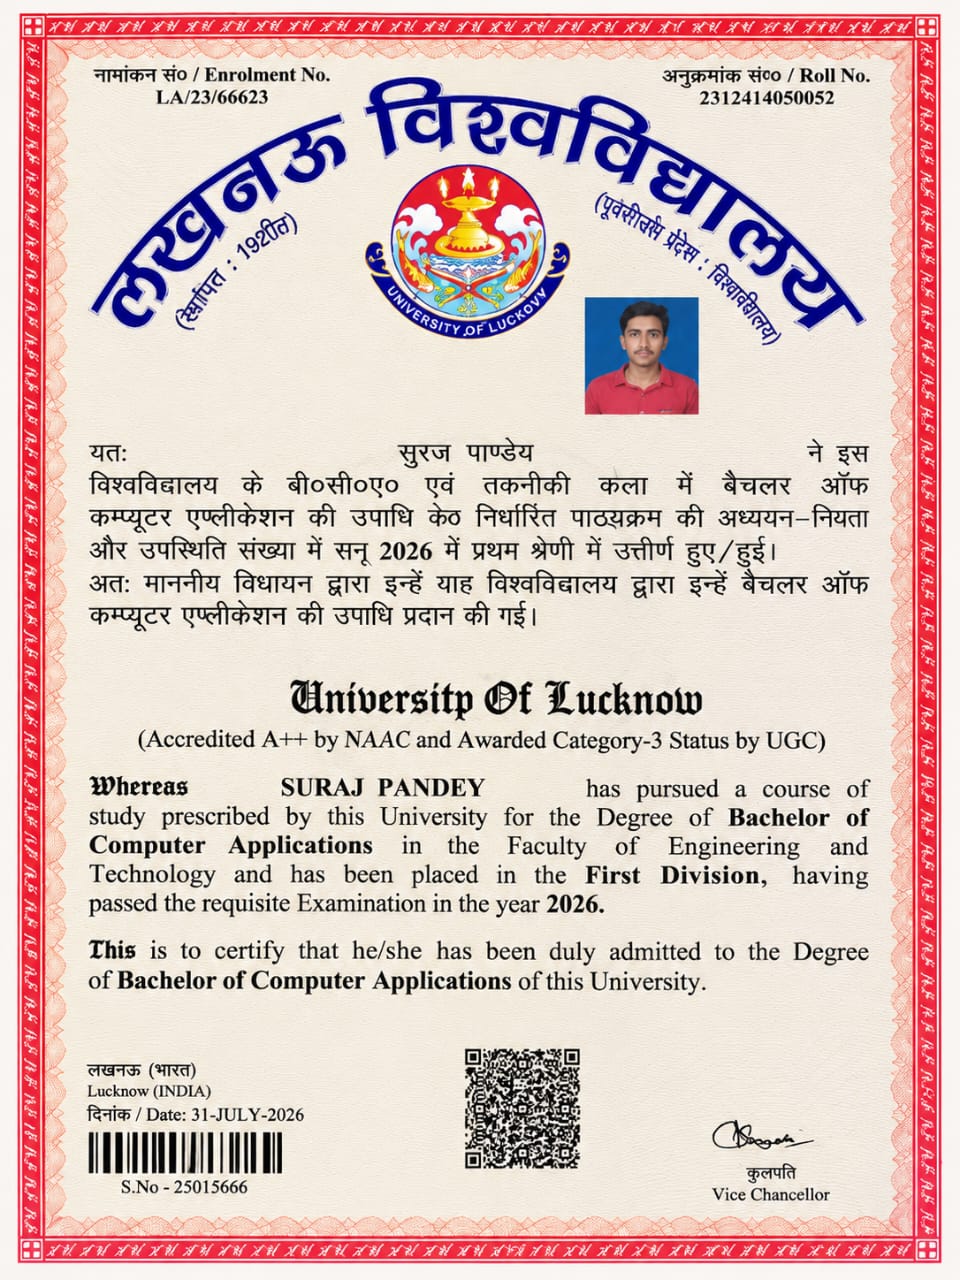 नामांकन सं० / Enrolment No.
LA/23/66623
अनुक्रमांक सं०० / Roll No.
2312414050052
लखनऊ विश्वविद्यालय
UNIVERSITY OF LUCKOVV
यत: सुरज पाण्डेय ने इस
विश्वविद्यालय के बी०सी०ए० एवं तकनीकी कला में बैचलर ऑफ
कम्प्यूटर एप्लीकेशन की उपाधि के निर्धारित पाठ्यक्रम की अध्ययन-नियता
और उपस्थिति संख्या में सनू 2026 में प्रथम श्रेणी में उत्तीर्ण हुए/हुई।
अत: माननीय विधायन द्वारा इन्हें याह विश्वविद्यालय द्वारा इन्हें बैचलर ऑफ
कम्प्यूटर एप्लीकेशन की उपाधि प्रदान की गई।
Universitp Of Lucknow
(Accredited A++ by NAAC and Awarded Category-3 Status by UGC)
Whereas SURAJ PANDEY has pursued a course of
study prescribed by this University for the Degree of Bachelor of
Computer Applications in the Faculty of Engineering and
Technology and has been placed in the First Division, having
passed the requisite Examination in the year 2026.
This is to certify that he/she has been duly admitted to the Degree
of Bachelor of Computer Applications of this University.
लखनऊ (भारत)
Lucknow (INDIA)
दिनांक / Date: 31-JULY-2026
S.No - 25015666
कुलपति
Vice Chancellor